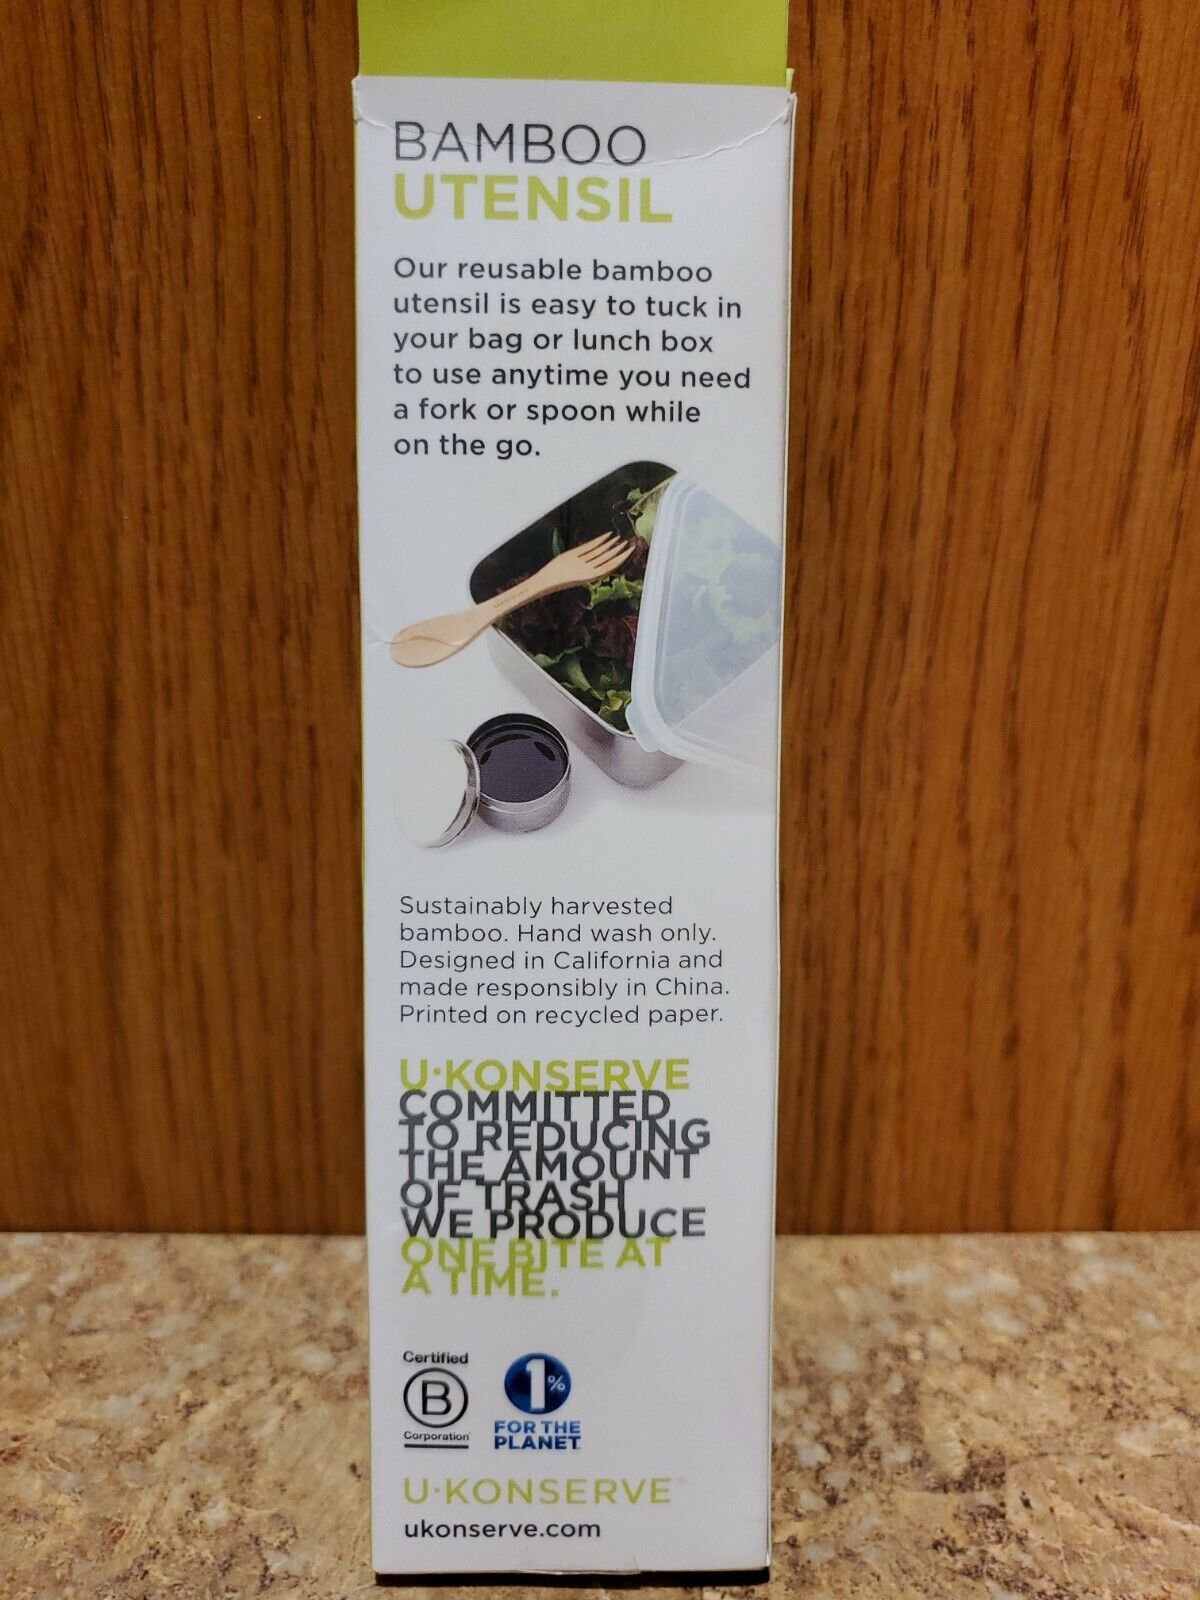 BAMBOO
UTENSIL
Our reusable bamboo
utensil is easy to tuck in
your bag or lunch box
to use anytime you need
a fork or spoon while
on the go.
Sustainably harvested
bamboo. Hand wash only.
Designed in California and
made responsibly in China.
Printed on recycled paper.
U·KONSERVE
COMMITTED
TO REDUCING
THE AMOUNT
OF TRASH
WE PRODUCE
ONE BITE AT
A TIME.
Certified
B
Corporation
1%
FOR THE
PLANET
U·KONSERVE®
ukonserve.com